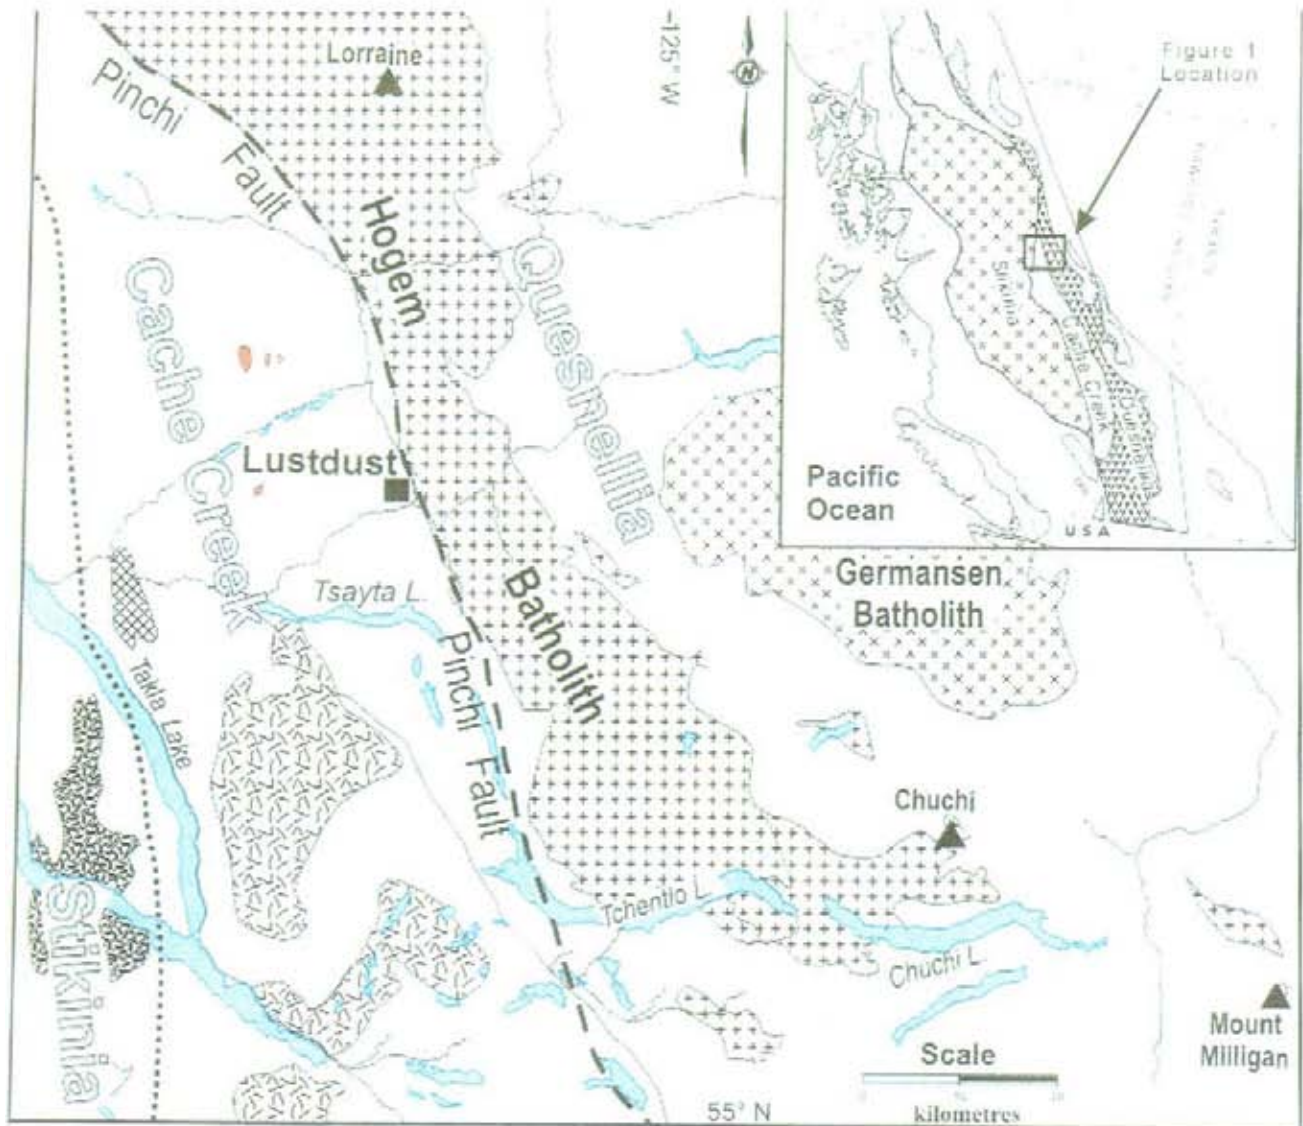 Lorraine
-125° W
N
Figure 1
Location
Pinchi
Fault
Hogem
Quesnellia
Stikinia
Cache Creek
Quesnellia
Cache
Creek
Lustdust
Pacific
Ocean
USA
Germansen
Batholith
Tsayta L.
Batholith
Pinchi
Fault
Takla Lake
Chuchi
Tchentlo L.
Chuchi L.
Stikinia
Mount
Milligan
Scale
kilometres
55° N